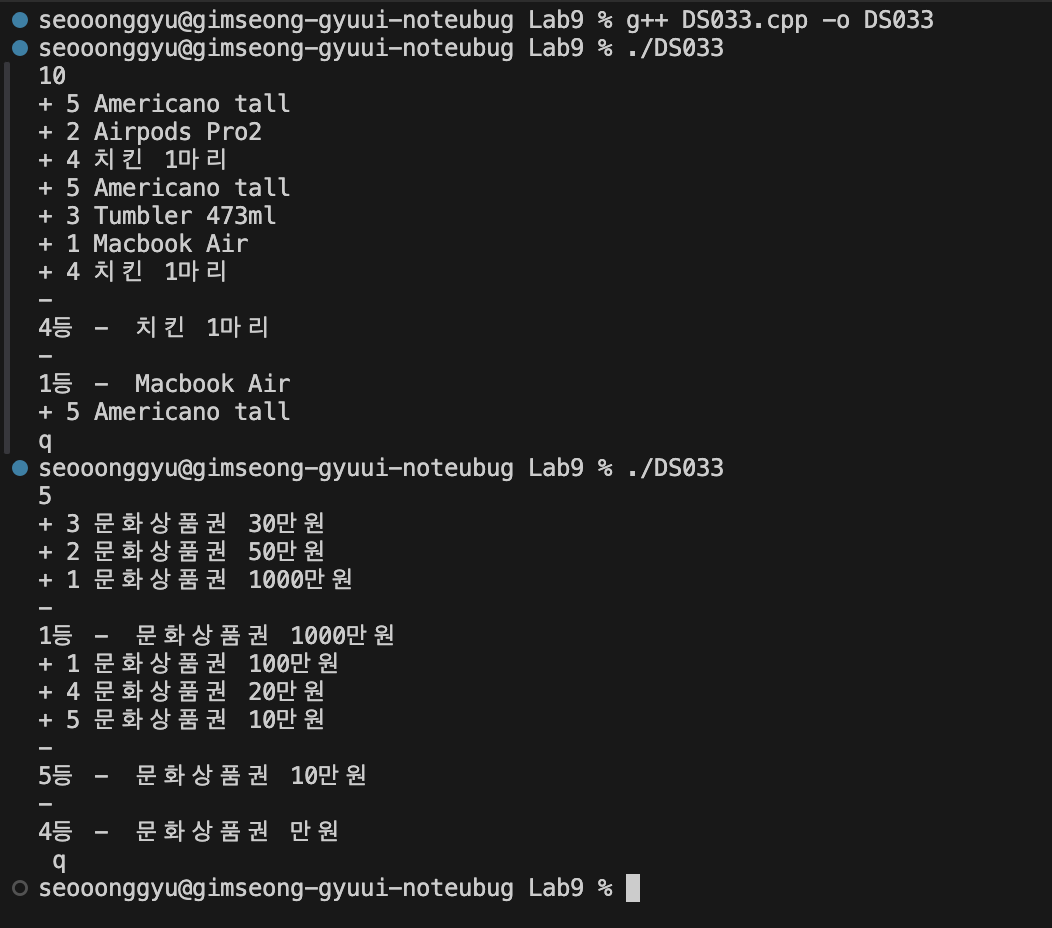 seooonggyu@gimseong-gyuui-noteubug Lab9 % g++ DS033.cpp -o DS033
seooonggyu@gimseong-gyuui-noteubug Lab9 % ./DS033
10
+ 5 Americano tall
+ 2 Airpods Pro2
+ 4 치킨 1마리
+ 5 Americano tall
+ 3 Tumbler 473ml
+ 1 Macbook Air
+ 4 치킨 1마리
-
4등 -  치킨 1마리
-
1등 -  Macbook Air
+ 5 Americano tall
q
seooonggyu@gimseong-gyuui-noteubug Lab9 % ./DS033
5
+ 3 문화상품권 30만원
+ 2 문화상품권 50만원
+ 1 문화상품권 1000만원
-
1등 -  문화상품권 1000만원
+ 1 문화상품권 100만원
+ 4 문화상품권 20만원
+ 5 문화상품권 10만원
-
5등 -  문화상품권 10만원
-
4등 -  문화상품권 만원
 q
seooonggyu@gimseong-gyuui-noteubug Lab9 %